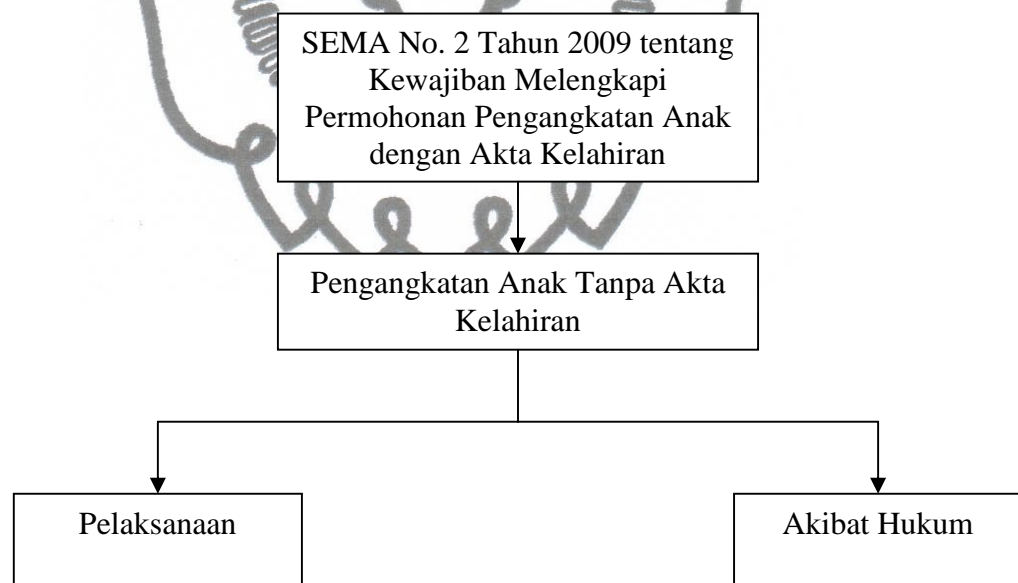 SEMA No. 2 Tahun 2009 tentang
Kewajiban Melengkapi
Permohonan Pengangkatan Anak
dengan Akta Kelahiran
Pengangkatan Anak Tanpa Akta
Kelahiran
Pelaksanaan
Akibat Hukum